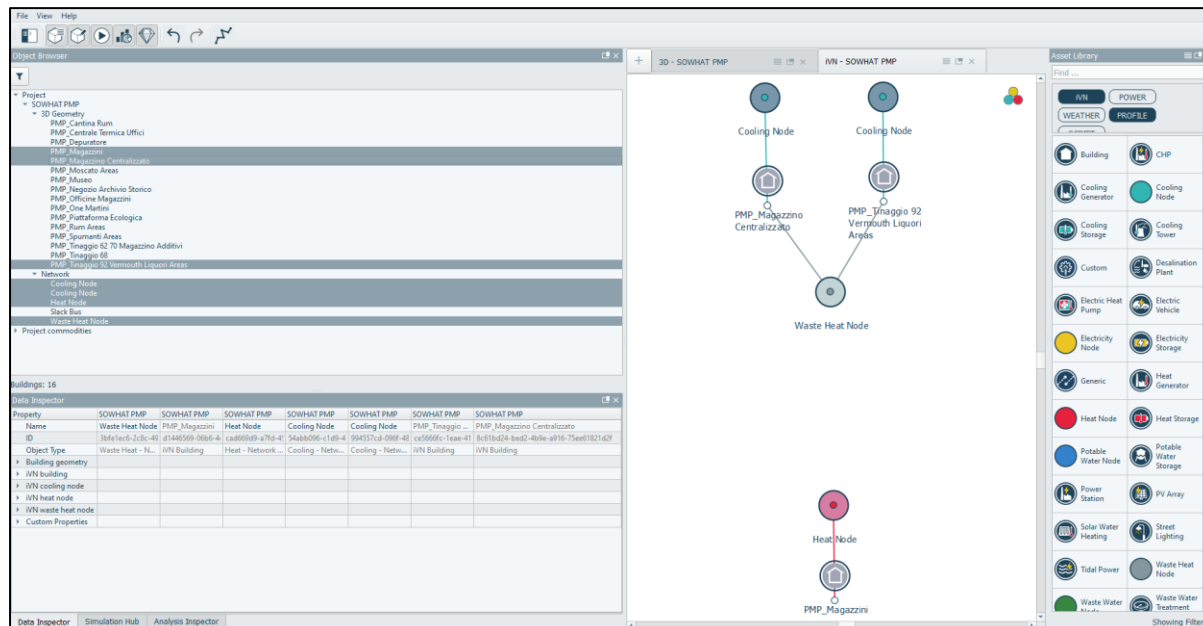 File View Help
Object Browser
Project
SOWHAT PMP
3D Geometry
PMP_Cantina Rum
PMP_Centrale Termica Uffici
PMP_Depuratore
PMP_Magazzini
PMP_Magazzino Centralizzato
PMP_Moscato Areas
PMP_Museo
PMP_Negozio Archivio Storico
PMP_Officine Magazzini
PMP_One Martini
PMP_Piattaforma Ecologica
PMP_Rum Areas
PMP_Spumanti Areas
PMP_Tinaggio 62 70 Magazzino Additivi
PMP_Tinaggio 68
PMP_Tinaggio 92 Vermouth Liquori Areas
Network
Cooling Node
Cooling Node
Heat Node
Slack Bus
Waste Heat Node
Project commodities
Buildings: 16
Data Inspector
Property SOWHAT PMP SOWHAT PMP SOWHAT PMP SOWHAT PMP SOWHAT PMP SOWHAT PMP SOWHAT PMP
Name Waste Heat Node PMP_Magazzini Heat Node Cooling Node Cooling Node PMP_Tinaggio ... PMP_Magazzino Centralizzato
ID
Object Type Waste Heat - N... iVN Building Heat - Network ... Cooling - Netw... Cooling - Netw... iVN Building iVN Building
Building geometry
iVN building
iVN cooling node
iVN heat node
iVN waste heat node
Custom Properties
Data Inspector Simulation Hub Analysis Inspector
+ 3D - SOWHAT PMP iVN - SOWHAT PMP
Cooling Node Cooling Node
PMP_Magazzino
Centralizzato
PMP_Tinaggio 92
Vermouth Liquori
Areas
Waste Heat Node
Heat Node
PMP_Magazzini
Asset Library
Find ...
iVN POWER
WEATHER PROFILE
Building CHP
Cooling Generator Cooling Node
Cooling Storage Cooling Tower
Custom Desalination Plant
Electric Heat Pump Electric Vehicle
Electricity Node Electricity Storage
Generic Heat Generator
Heat Node Heat Storage
Potable Water Node Potable Water Storage
Power Station PV Array
Solar Water Heating Street Lighting
Tidal Power Waste Heat Node
Waste Water Waste Water Treatment
Showing Filter